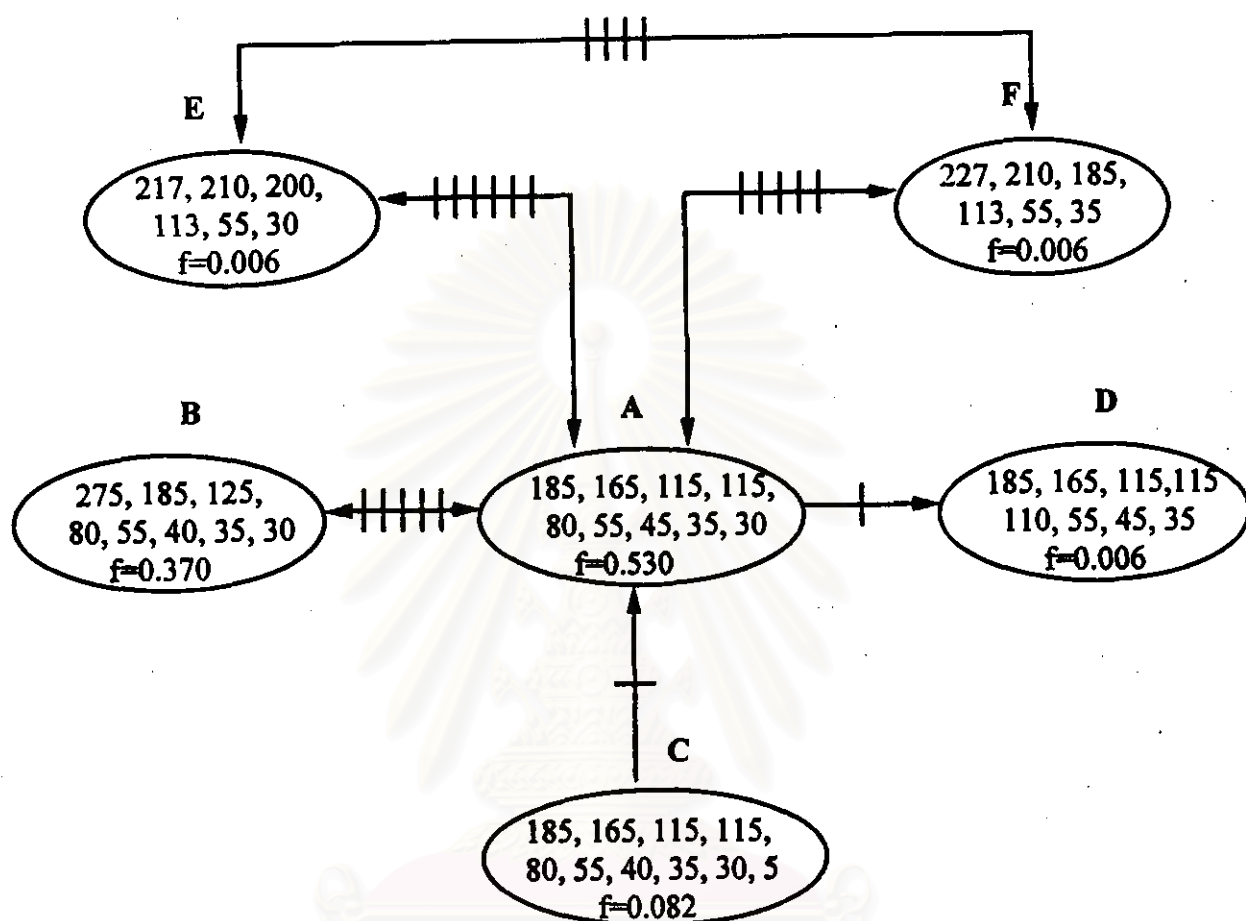 E
F
217, 210, 200,
113, 55, 30
f=0.006
227, 210, 185,
113, 55, 35
f=0.006
B
A
D
275, 185, 125,
80, 55, 40, 35, 30
f=0.370
185, 165, 115, 115,
80, 55, 45, 35, 30
f=0.530
185, 165, 115,115
110, 55, 45, 35
f=0.006
C
185, 165, 115, 115,
80, 55, 40, 35, 30, 5
f=0.082